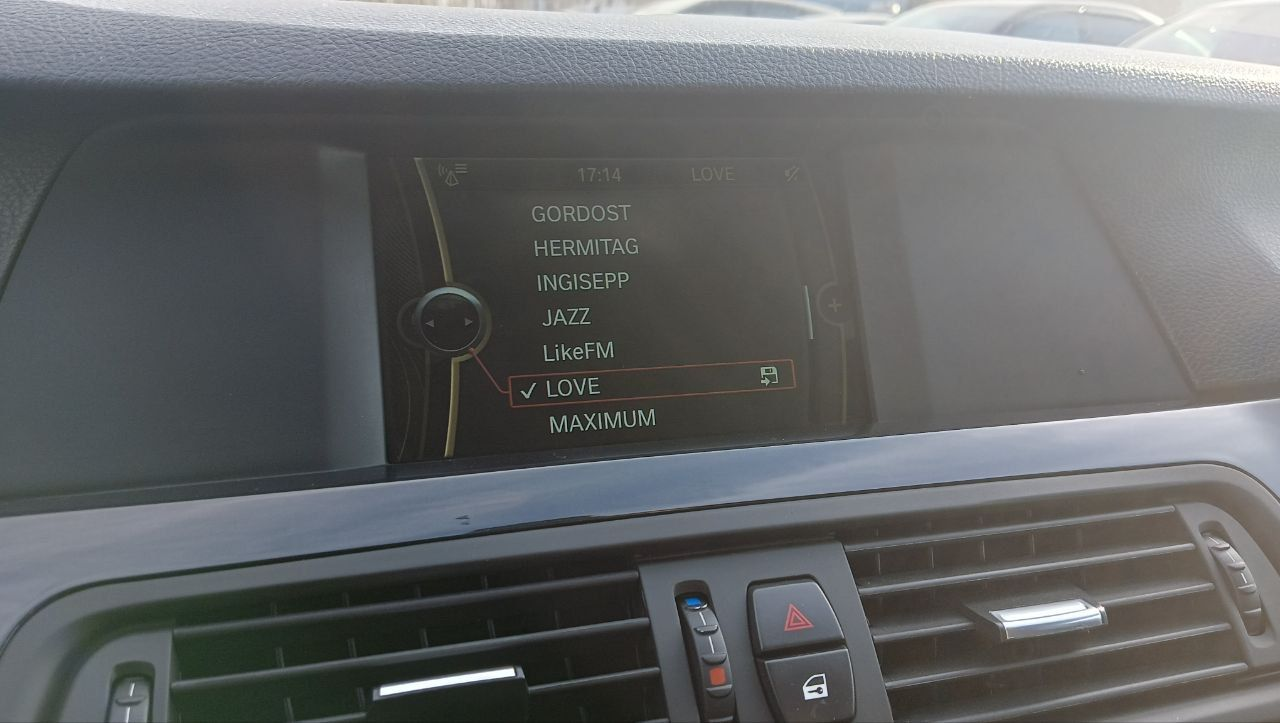 17:14 LOVE
GORDOST
HERMITAG
INGISEPP
JAZZ
LikeFM
LOVE
MAXIMUM